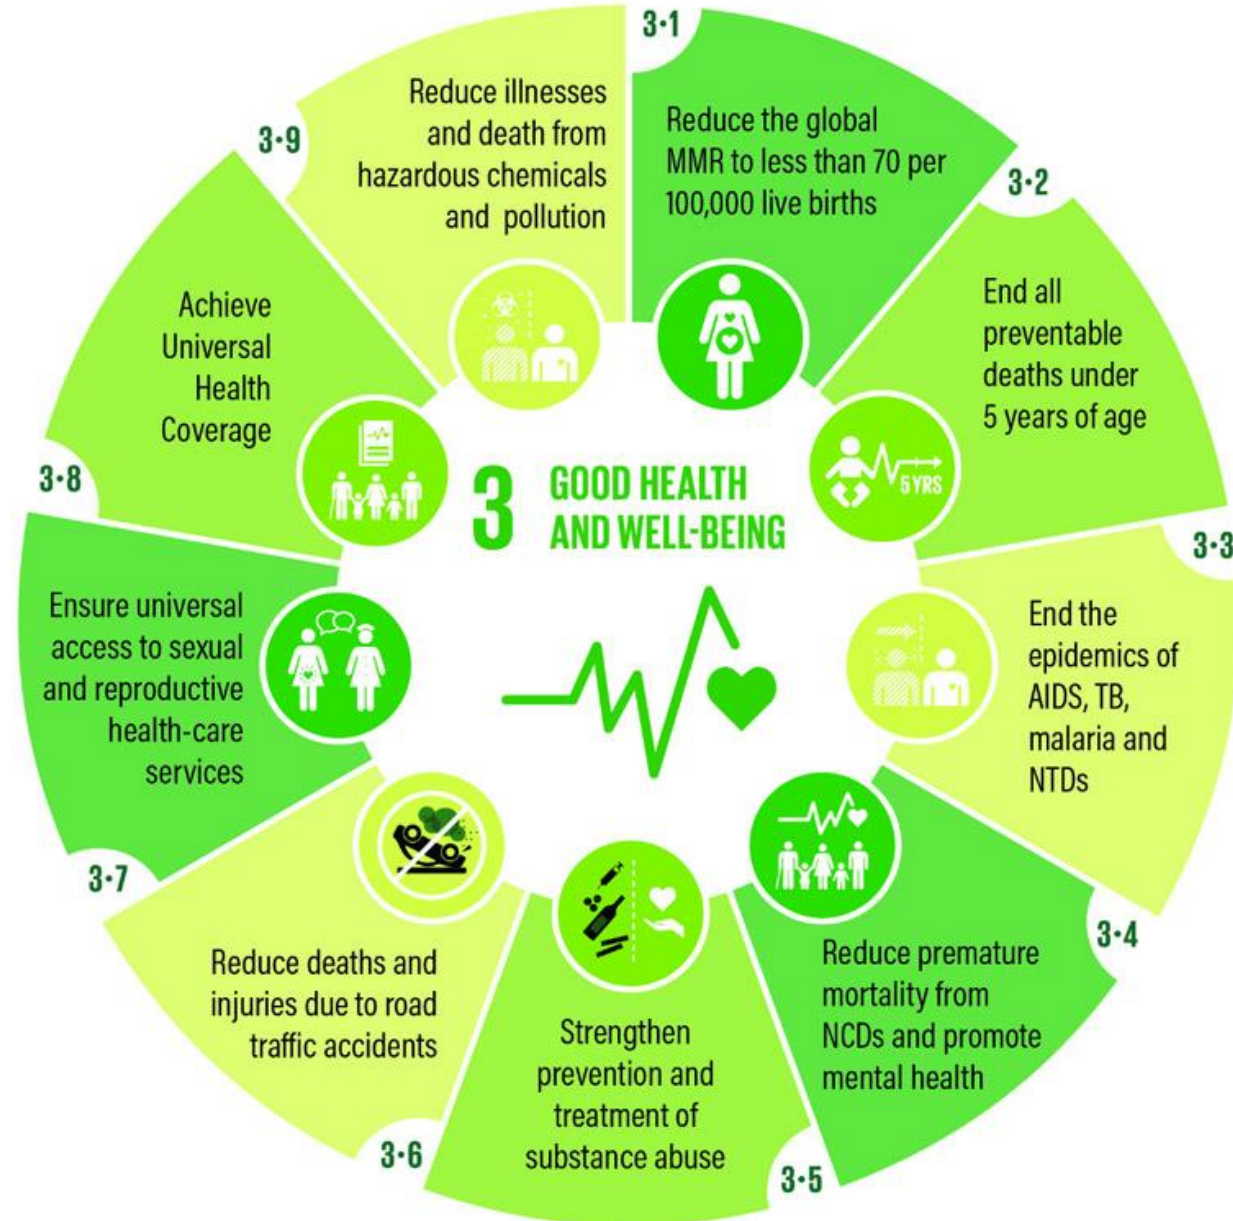 3
GOOD HEALTH
AND WELL-BEING
3·1
Reduce the global
MMR to less than 70 per
100,000 live births
3·2
End all
preventable
deaths under
5 years of age
5 YRS
3·3
End the
epidemics of
AIDS, TB,
malaria and
NTDs
3·4
Reduce premature
mortality from
NCDs and promote
mental health
3·5
Strengthen
prevention and
treatment of
substance abuse
3·6
Reduce deaths and
injuries due to road
traffic accidents
3·7
Ensure universal
access to sexual
and reproductive
health-care
services
3·8
Achieve
Universal
Health
Coverage
3·9
Reduce illnesses
and death from
hazardous chemicals
and pollution